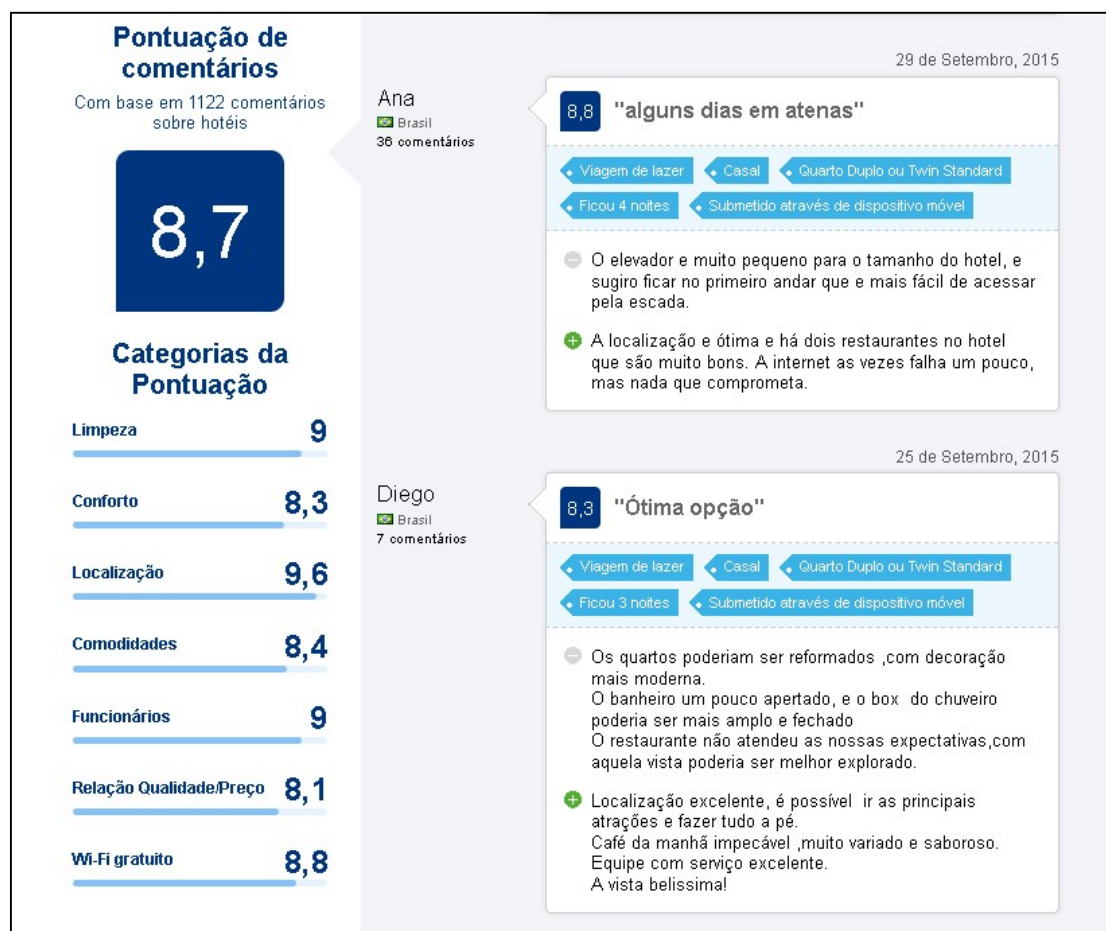 Pontuação de
comentários
Com base em 1122 comentários
sobre hotéis
8,7
Categorias da
Pontuação
Limpeza 9
Conforto 8,3
Localização 9,6
Comodidades 8,4
Funcionários 9
Relação Qualidade/Preço 8,1
Wi-Fi gratuito 8,8
29 de Setembro, 2015
Ana
Brasil
36 comentários
8,8 "alguns dias em atenas"
Viagem de lazer Casal Quarto Duplo ou Twin Standard
Ficou 4 noites Submetido através de dispositivo móvel
O elevador e muito pequeno para o tamanho do hotel, e
sugiro ficar no primeiro andar que e mais fácil de acessar
pela escada.
A localização e ótima e há dois restaurantes no hotel
que são muito bons. A internet as vezes falha um pouco,
mas nada que comprometa.
25 de Setembro, 2015
Diego
Brasil
7 comentários
8,3 "Ótima opção"
Viagem de lazer Casal Quarto Duplo ou Twin Standard
Ficou 3 noites Submetido através de dispositivo móvel
Os quartos poderiam ser reformados ,com decoração
mais moderna.
O banheiro um pouco apertado, e o box do chuveiro
poderia ser mais amplo e fechado
O restaurante não atendeu as nossas expectativas,com
aquela vista poderia ser melhor explorado.
Localização excelente, é possível ir as principais
atrações e fazer tudo a pé.
Café da manhã impecável ,muito variado e saboroso.
Equipe com serviço excelente.
A vista belissima!